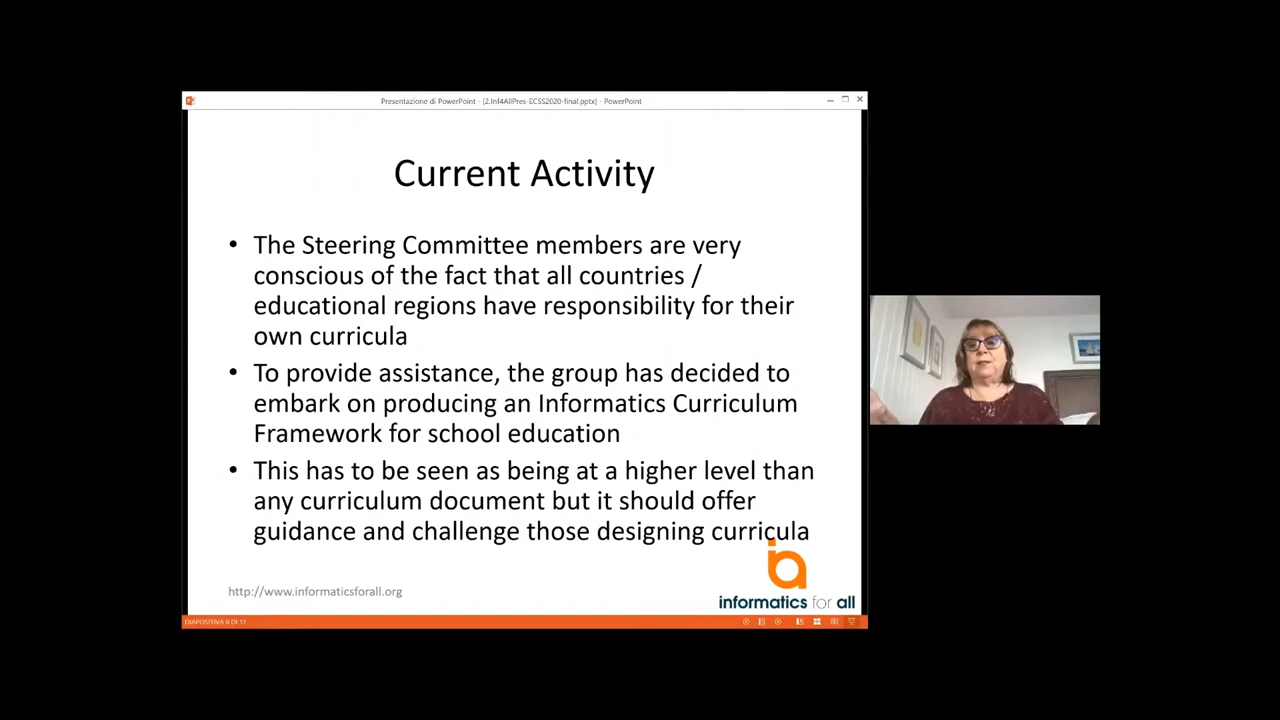 Presentazione di PowerPoint - [2.Inf4AllPres-ECSS2020-final.pptx] - PowerPoint
Current Activity
• The Steering Committee members are very
conscious of the fact that all countries /
educational regions have responsibility for their
own curricula
• To provide assistance, the group has decided to
embark on producing an Informatics Curriculum
Framework for school education
• This has to be seen as being at a higher level than
any curriculum document but it should offer
guidance and challenge those designing curricula
http://www.informaticsforall.org
informatics for all
DIAPOSITIVA 8 DI 11